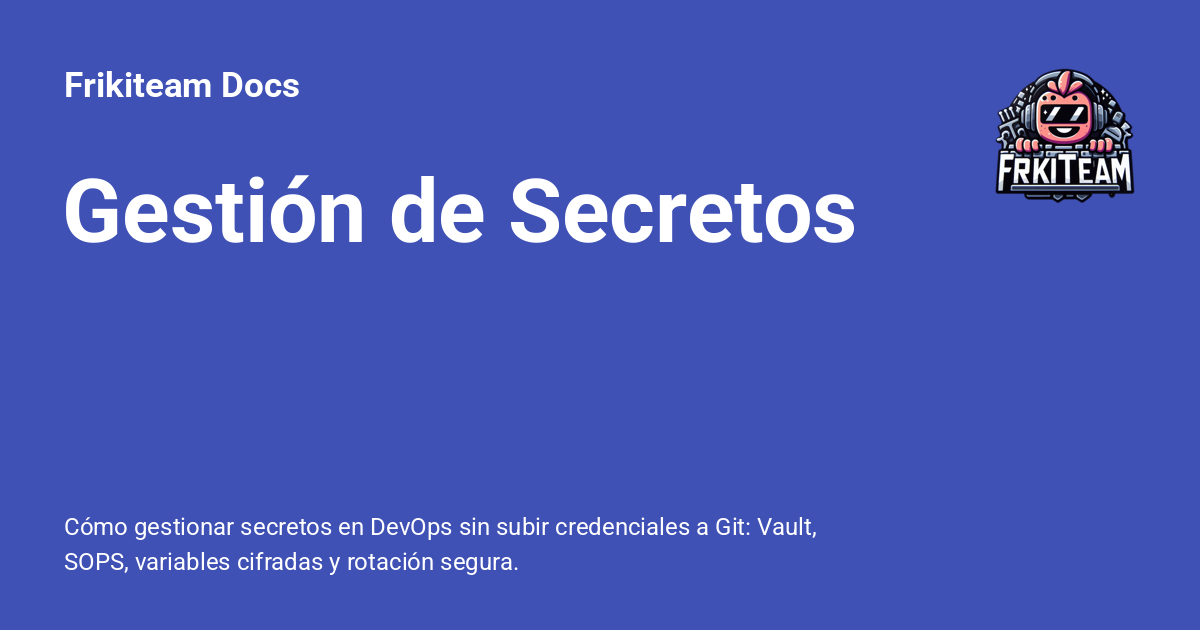 Frikiteam Docs
FRKITEAM
Gestión de Secretos
Cómo gestionar secretos en DevOps sin subir credenciales a Git: Vault,
SOPS, variables cifradas y rotación segura.